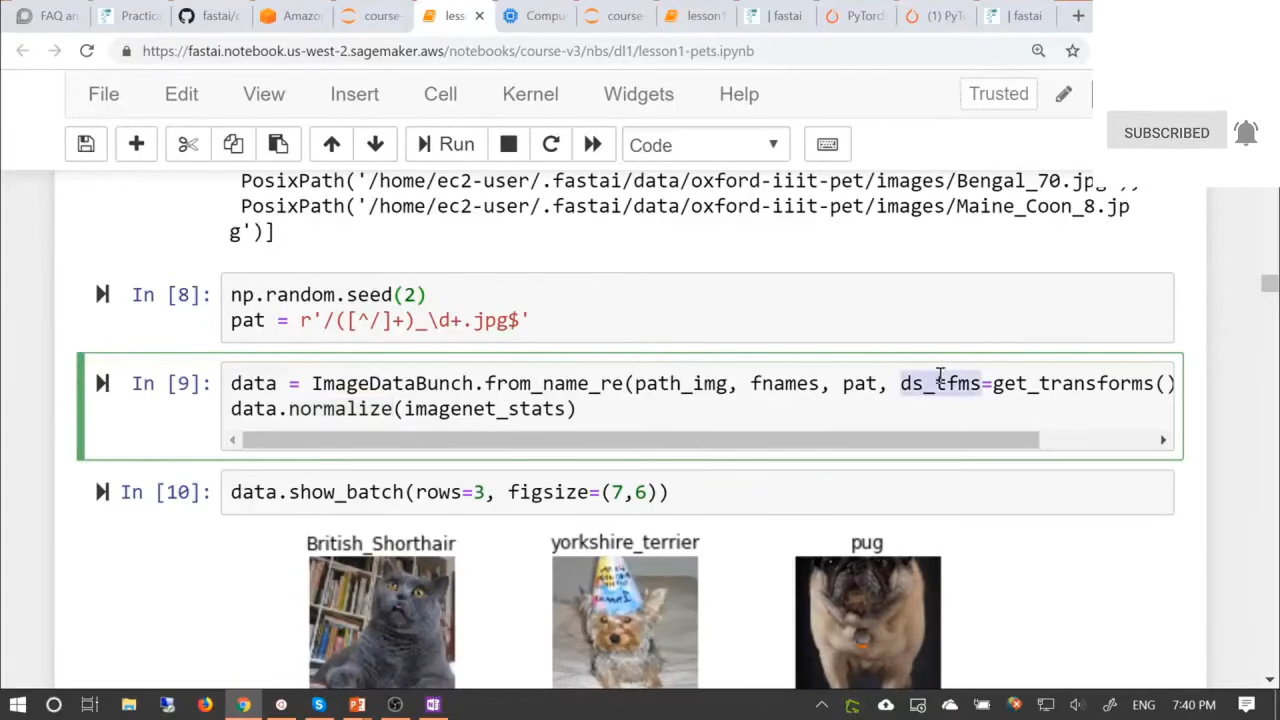 FAQ an
Practica
fastai/c
Amazo
course-
less
Compu
course-
lesson1
| fastai
PyTorcl
(1) PyT
| fastai
https://fastai.notebook.us-west-2.sagemaker.aws/notebooks/course-v3/nbs/dl1/lesson1-pets.ipynb
File Edit View Insert Cell Kernel Widgets Help Trusted
SUBSCRIBED
Run Code
PosixPath('/home/ec2-user/.fastai/data/oxford-iiit-pet/images/Bengal_70.jpg'),
PosixPath('/home/ec2-user/.fastai/data/oxford-iiit-pet/images/Maine_Coon_8.jp
g')]
In [8]: np.random.seed(2)
pat = r'/([^/]+)_\d+.jpg$'
In [9]: data = ImageDataBunch.from_name_re(path_img, fnames, pat, ds_tfms=get_transforms()
data.normalize(imagenet_stats)
In [10]: data.show_batch(rows=3, figsize=(7,6))
British_Shorthair yorkshire_terrier pug
ENG 7:40 PM